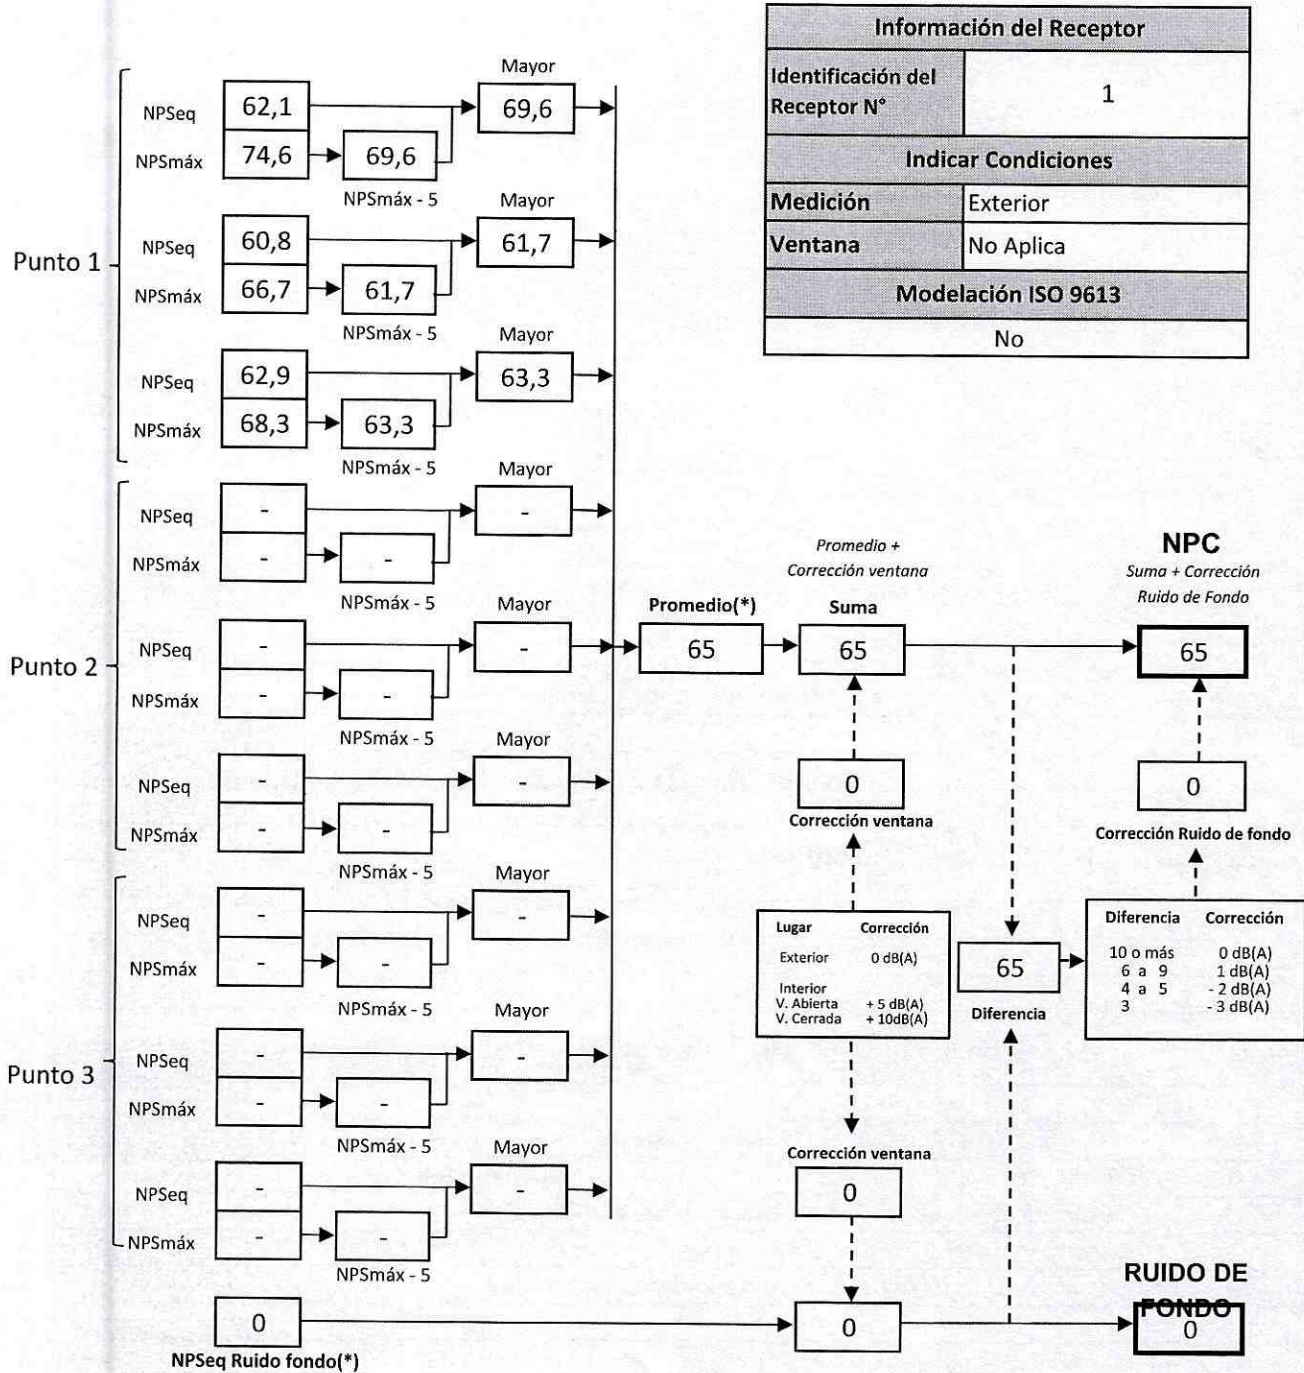 Información del Receptor
Identificación del
Receptor N°
1
Indicar Condiciones
Medición Exterior
Ventana No Aplica
Modelación ISO 9613
No
Punto 1
Mayor
NPSeq 62,1 69,6
NPSmáx 74,6 69,6
NPSmáx - 5
Mayor
NPSeq 60,8 61,7
NPSmáx 66,7 61,7
NPSmáx - 5
Mayor
NPSeq 62,9 63,3
NPSmáx 68,3 63,3
NPSmáx - 5
Punto 2
Mayor
NPSeq - -
NPSmáx - -
NPSmáx - 5
Mayor
NPSeq - -
NPSmáx - -
NPSmáx - 5
Mayor
NPSeq - -
NPSmáx - -
NPSmáx - 5
Punto 3
Mayor
NPSeq - -
NPSmáx - -
NPSmáx - 5
Mayor
NPSeq - -
NPSmáx - -
NPSmáx - 5
Mayor
NPSeq - -
NPSmáx - -
NPSmáx - 5
0
NPSeq Ruido fondo(*)
Promedio(*)
65
Promedio +
Corrección ventana
Suma
65
0
Corrección ventana
Lugar Corrección
Exterior 0 dB(A)
Interior
V. Abierta + 5 dB(A)
V. Cerrada + 10dB(A)
Corrección ventana
0
0
65
Diferencia
NPC
Suma + Corrección
Ruido de Fondo
65
0
Corrección Ruido de fondo
Diferencia Corrección
10 o más 0 dB(A)
6 a 9 1 dB(A)
4 a 5 - 2 dB(A)
3 - 3 dB(A)
RUIDO DE
FONDO
0